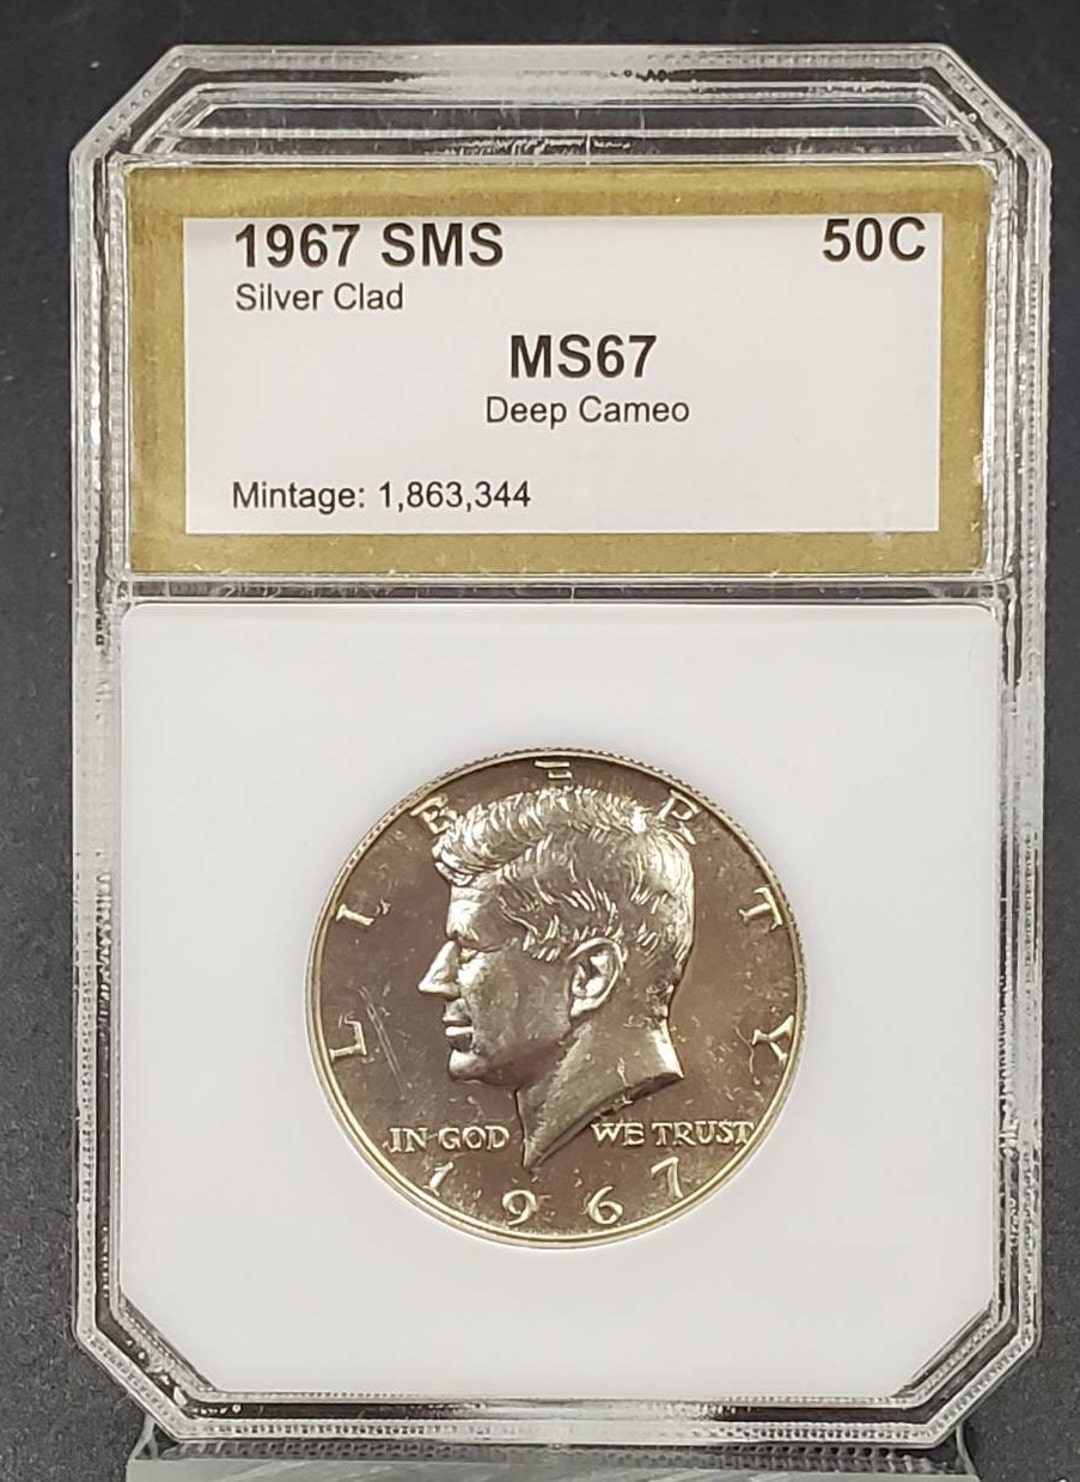 1967 SMS 50C
Silver Clad
MS67
Deep Cameo
Mintage: 1,863,344
LIBERTY
IN GOD WE TRUST
1967